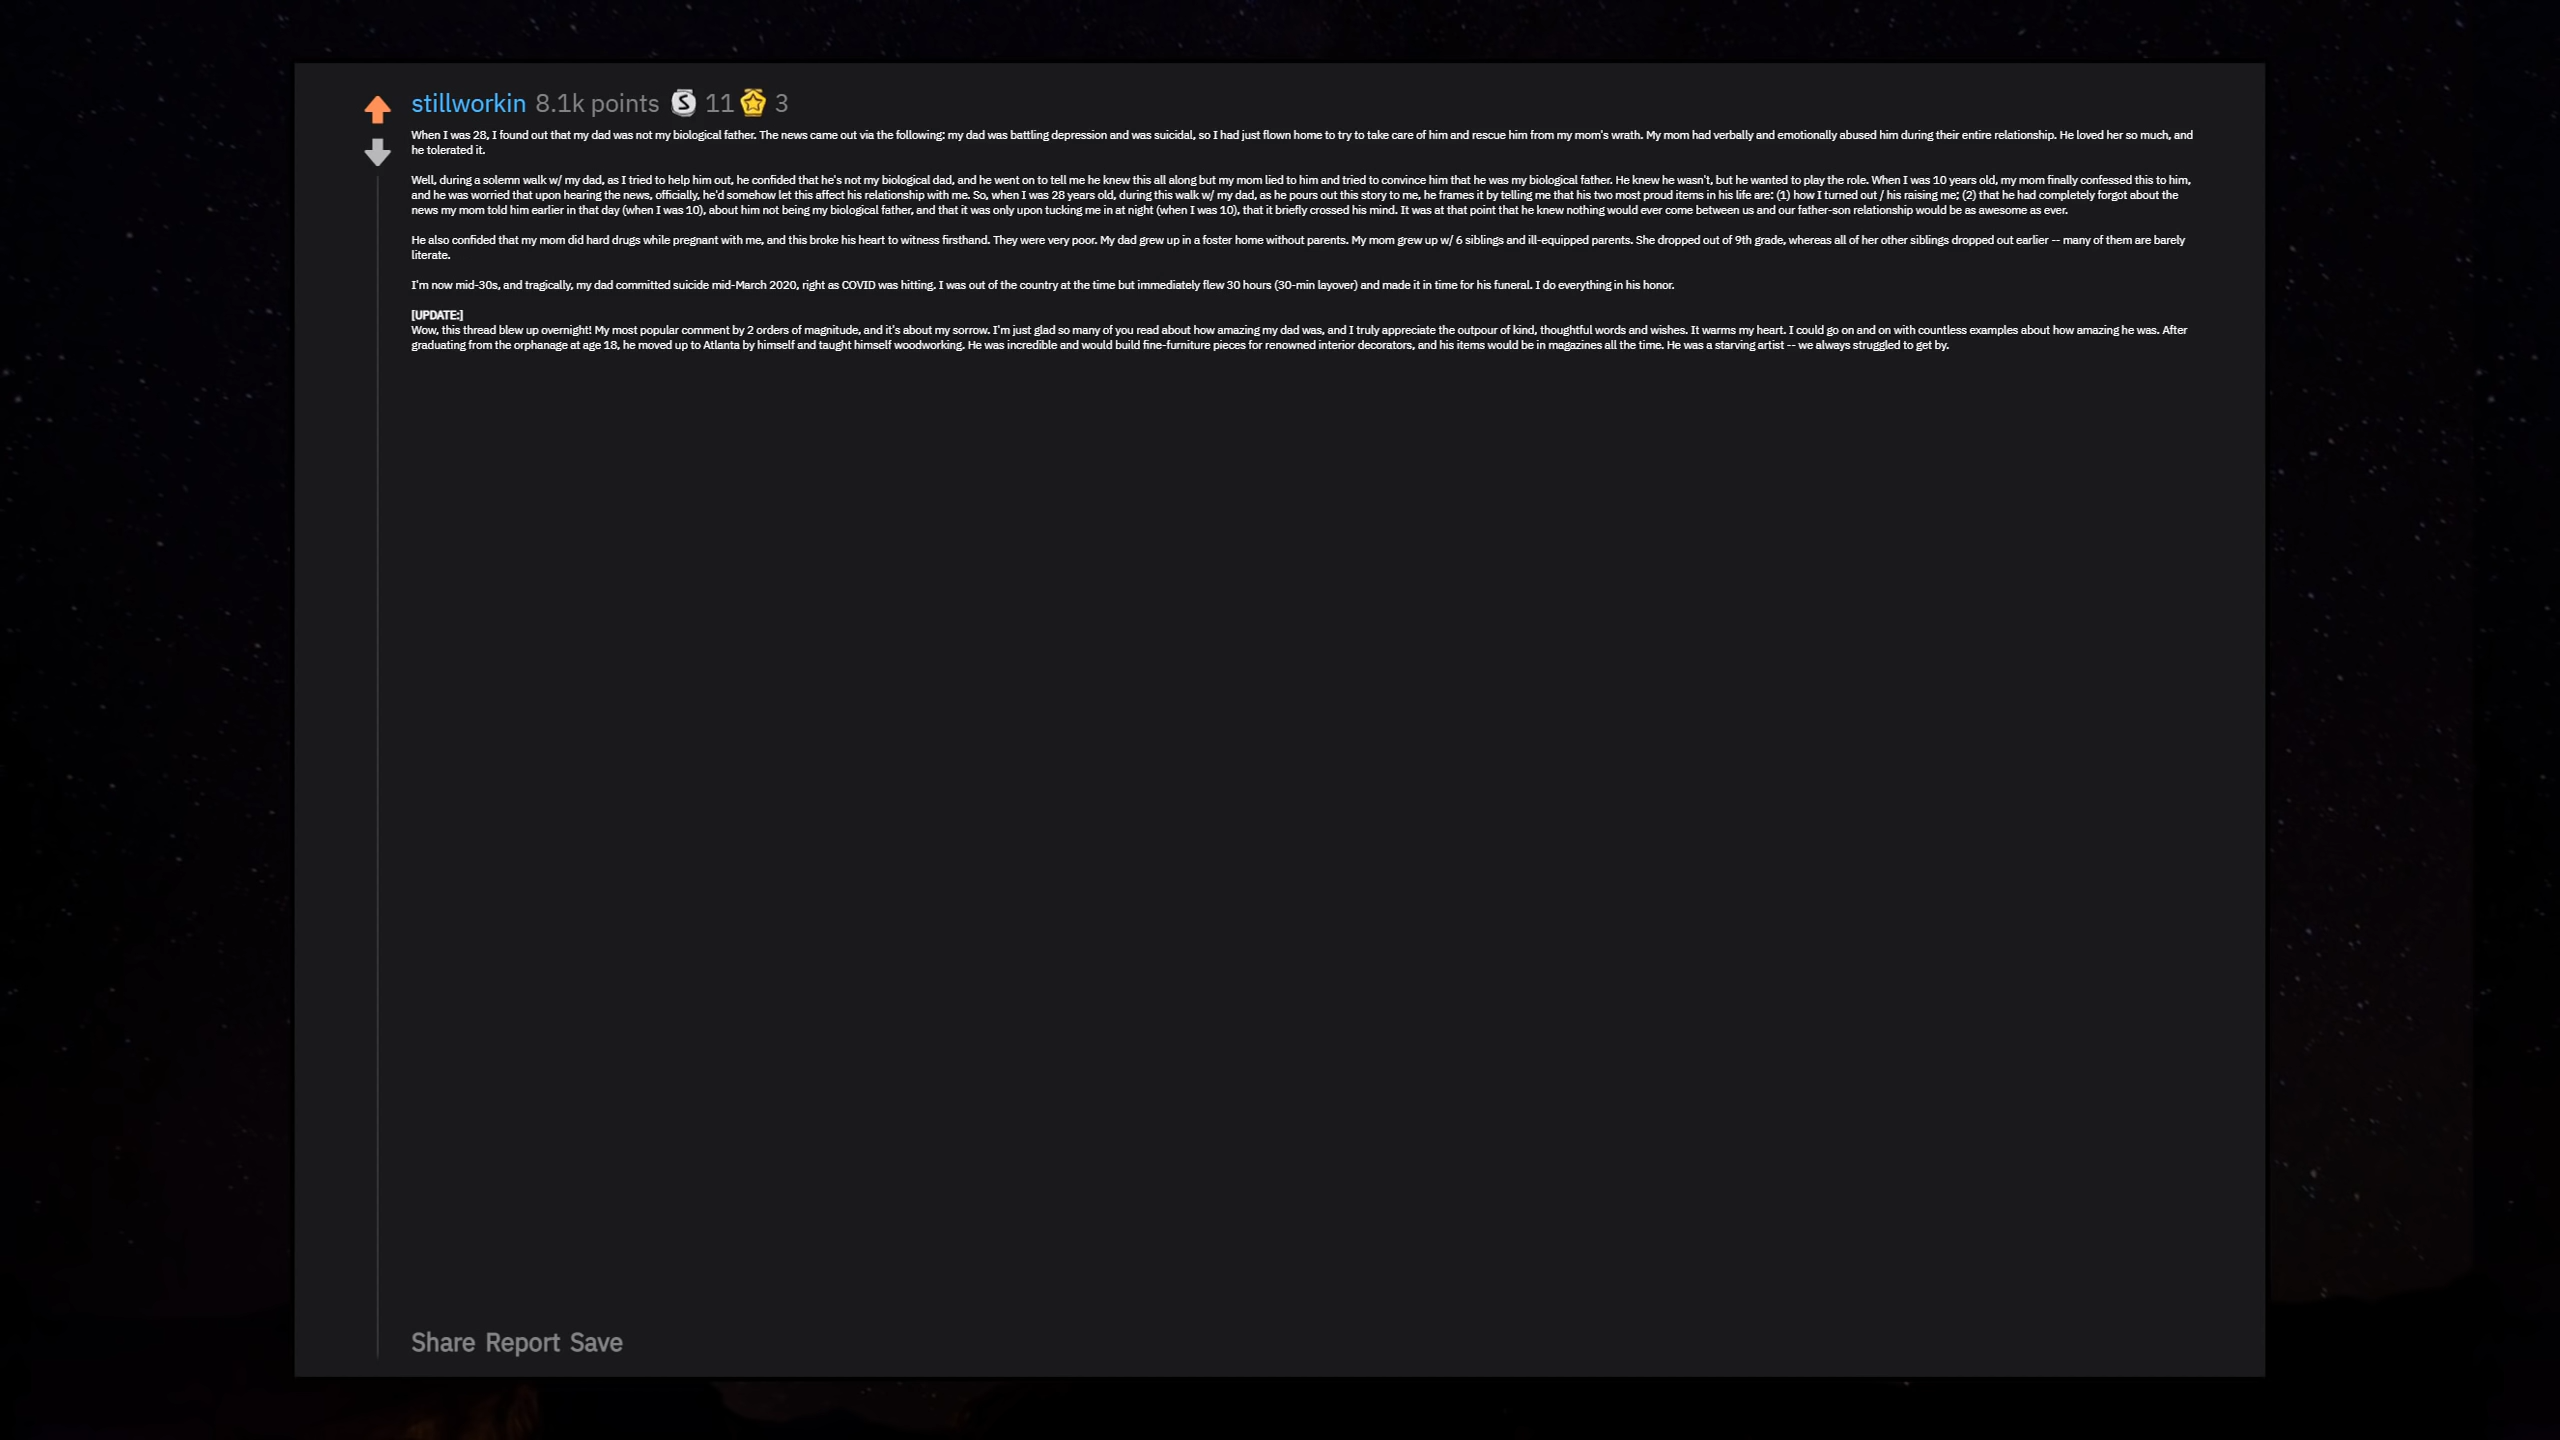 stillworkin 8.1k points S 11 3
When I was 28, I found out that my dad was not my biological father. The news came out via the following: my dad was battling depression and was suicidal, so I had just flown home to try to take care of him and rescue him from my mom's wrath. My mom had verbally and emotionally abused him during their entire relationship. He loved her so much, and
he tolerated it.
Well, during a solemn walk w/ my dad, as I tried to help him out, he confided that he's not my biological dad, and he went on to tell me he knew this all along but my mom lied to him and tried to convince him that he was my biological father. He knew he wasn't, but he wanted to play the role. When I was 10 years old, my mom finally confessed this to him,
and he was worried that upon hearing the news, officially, he'd somehow let this affect his relationship with me. So, when I was 28 years old, during this walk w/ my dad, as he pours out this story to me, he frames it by telling me that his two most proud items in his life are: (1) how I turned out / his raising me; (2) that he had completely forgot about the
news my mom told him earlier in that day (when I was 10), about him not being my biological father, and that it was only upon tucking me in at night (when I was 10), that it briefly crossed his mind. It was at that point that he knew nothing would ever come between us and our father-son relationship would be as awesome as ever.
He also confided that my mom did hard drugs while pregnant with me, and this broke his heart to witness firsthand. They were very poor. My dad grew up in a foster home without parents. My mom grew up w/ 6 siblings and ill-equipped parents. She dropped out of 9th grade, whereas all of her other siblings dropped out earlier -- many of them are barely
literate.
I'm now mid-30s, and tragically, my dad committed suicide mid-March 2020, right as COVID was hitting. I was out of the country at the time but immediately flew 30 hours (30-min layover) and made it in time for his funeral. I do everything in his honor.
[UPDATE:]
Wow, this thread blew up overnight! My most popular comment by 2 orders of magnitude, and it's about my sorrow. I'm just glad so many of you read about how amazing my dad was, and I truly appreciate the outpour of kind, thoughtful words and wishes. It warms my heart. I could go on and on with countless examples about how amazing he was. After
graduating from the orphanage at age 18, he moved up to Atlanta by himself and taught himself woodworking. He was incredible and would build fine-furniture pieces for renowned interior decorators, and his items would be in magazines all the time. He was a starving artist -- we always struggled to get by.
Share Report Save